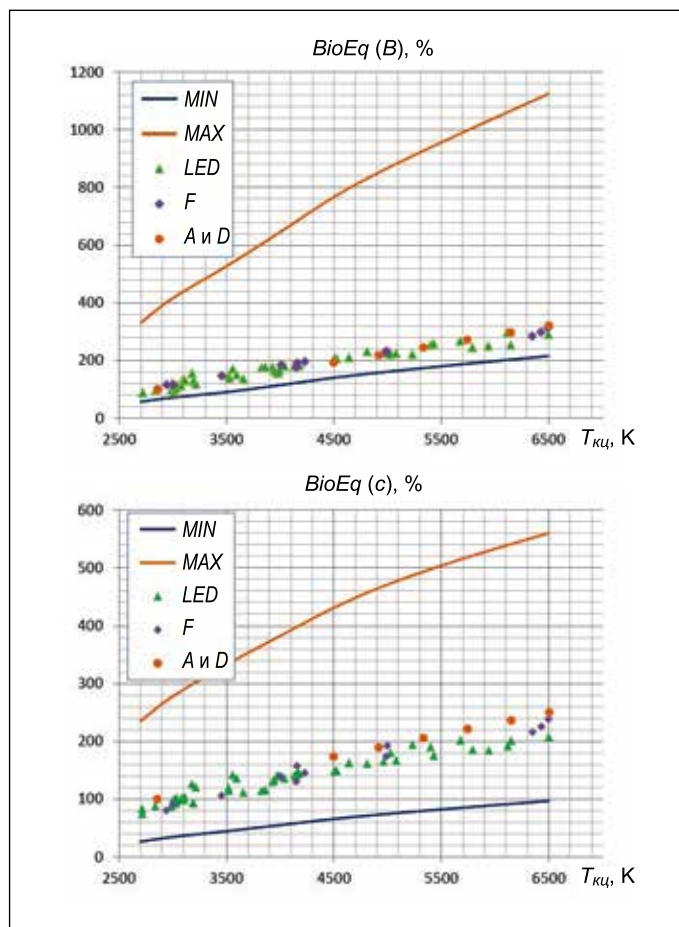 BioEq (B), %
1200
1000
800
600
400
200
0
MIN
MAX
LED
F
A и D
2500 3500 4500 5500 6500 Tкц, K
BioEq (c), %
600
500
400
300
200
100
0
MIN
MAX
LED
F
A и D
2500 3500 4500 5500 6500 Tкц, K